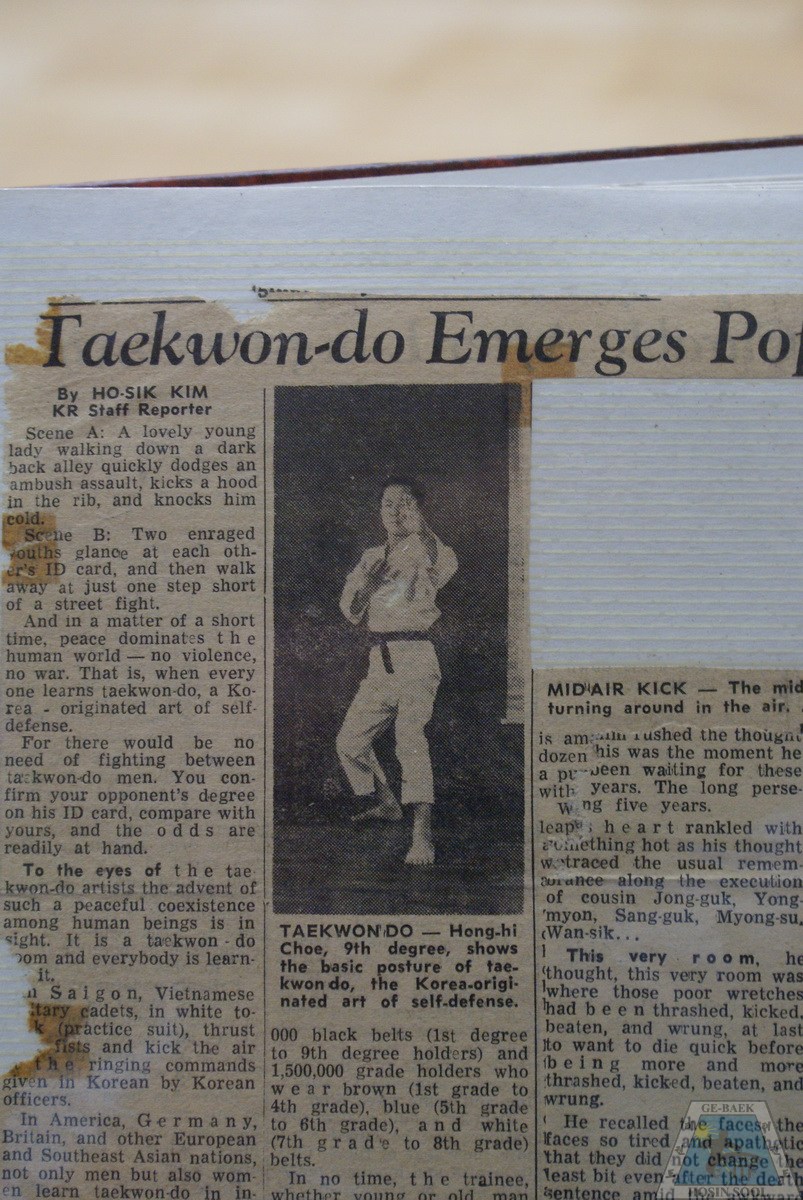 Taekwon-do Emerges
By HO-SIK KIM
KR Staff Reporter
Scene A: A lovely young
lady walking down a dark
back alley quickly dodges an
ambush assault, kicks a hood
in the rib, and knocks him
cold.
Scene B: Two enraged
youths glance at each oth-
er's ID card, and then walk
away at just one step short
of a street fight.
And in a matter of a short
time, peace dominates the
human world — no violence,
no war. That is, when every
one learns taekwon-do, a Ko-
rea - originated art of self-
defense.
For there would be no
need of fighting between
taekwon-do men. You con-
firm your opponent's degree
on his ID card, compare with
yours, and the odds are
readily at hand.
To the eyes of the tae
kwon-do artists the advent of
such a peaceful coexistence
among human beings is in
sight. It is a taekwon - do
oom and everybody is learn-
it.
Saigon, Vietnamese
itary cadets, in white to-
k (practice suit), thrust
fists and kick the air
the ringing commands
given in Korean by Korean
officers.
In America, Germany,
Britain, and other European
and Southeast Asian nations,
not only men but also wom-
en learn taekwon-do in in-
TAEKWON DO — Hong-hi
Choe, 9th degree, shows
the basic posture of tae-
kwon do, the Korea-origi-
nated art of self-defense.
000 black belts (1st degree
to 9th degree holders) and
1,500,000 grade holders who
wear brown (1st grade to
4th grade), blue (5th grade
to 6th grade), and white
(7th grade to 8th grade)
belts.
In no time, the trainee,
whether young or old, man
MID AIR KICK — The mid
turning around in the air.
is am rushed the thought
dozen his was the moment he
a been waiting for these
with years. The long perse-
ng five years.
leap heart rankled with
something hot as his thought
traced the usual remem-
brance along the execution
of cousin Jong-guk, Yong-
myon, Sang-guk, Myong-su,
Wan-sik...
This very room, he
thought, this very room was
where those poor wretches
had been thrashed, kicked,
beaten, and wrung, at last
to want to die quick before
being more and more
thrashed, kicked, beaten, and
wrung.
He recalled the faces the
faces so tired and apathetic
that they did not change the
least bit even after the death
sentence and
GE-BAEK
HOSINSOOL